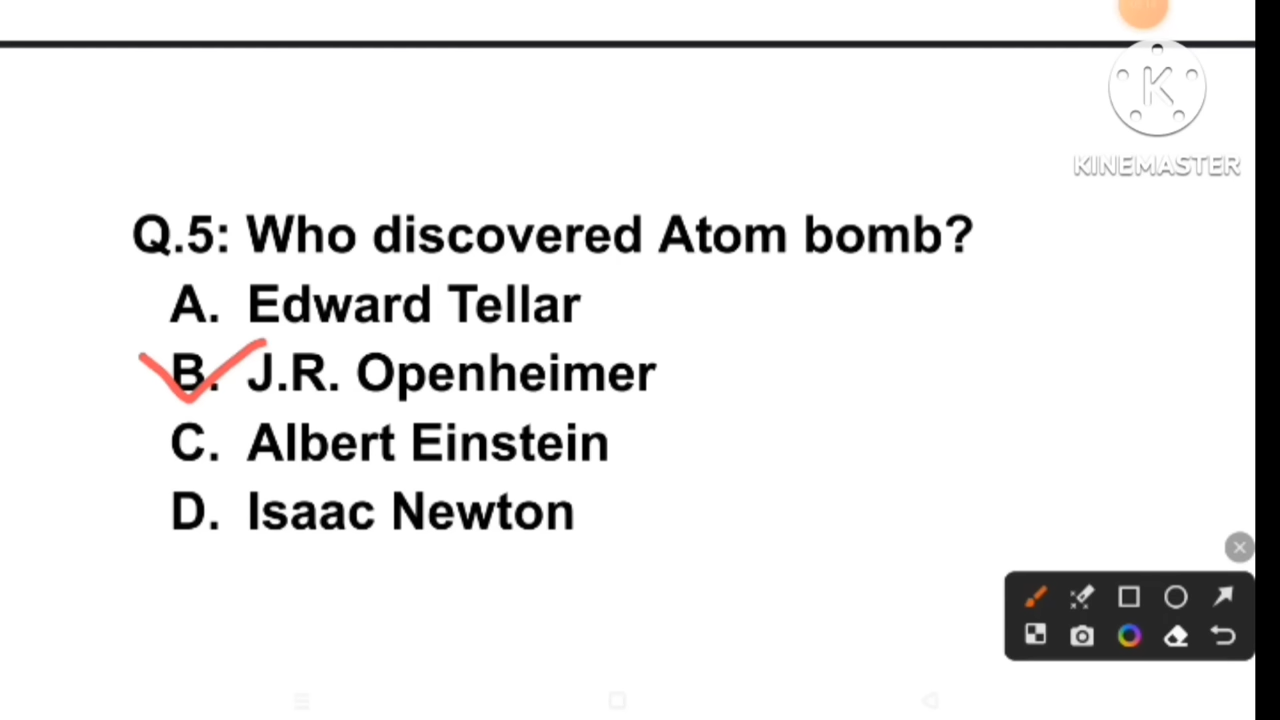 K
KINEMASTER
Q.5: Who discovered Atom bomb?
A. Edward Tellar
B. J.R. Openheimer
C. Albert Einstein
D. Isaac Newton